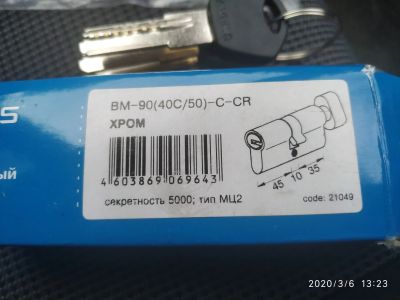 BM-90(40C/50)-C-CR
ХРОМ
45 10 35
4 603869 069643
секретность 5000; тип МЦ2
code: 21049
2020/3/6 13:23